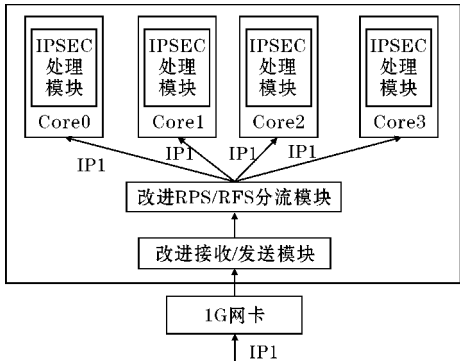 IPSEC IPSEC IPSEC IPSEC
处理 处理 处理 处理
模块 模块 模块 模块
Core0 Core1 Core2 Core3
IP1 IP1 IP1 IP1
改进RPS/RFS分流模块
改进接收/发送模块
1G网卡
IP1